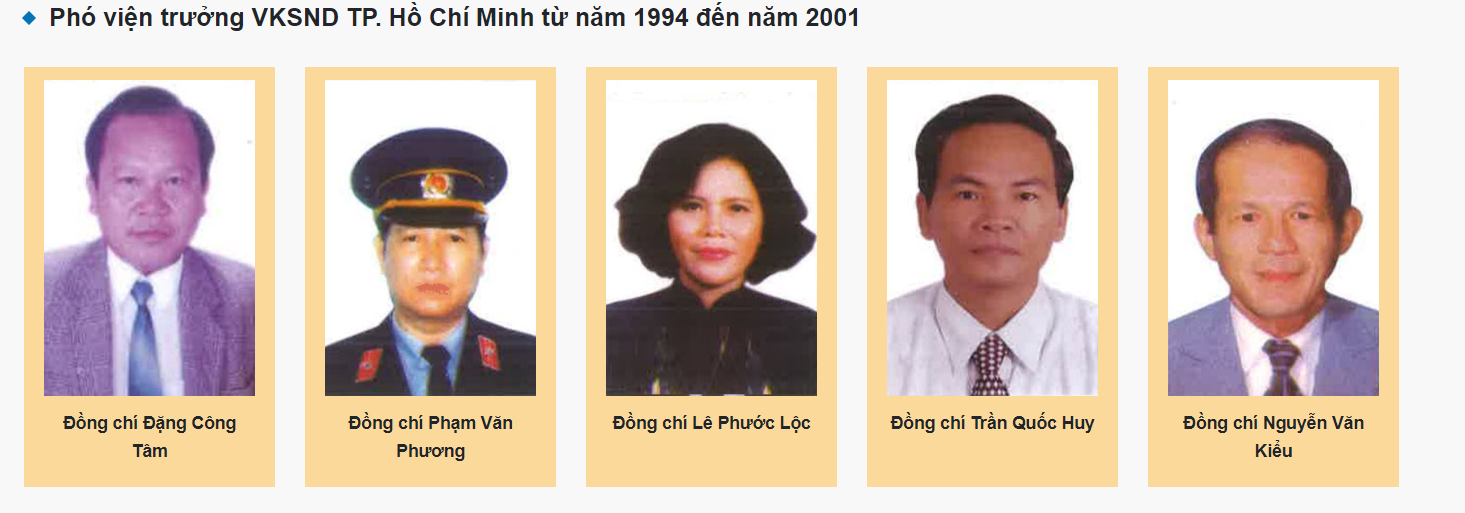 Phó viện trưởng VKSND TP. Hồ Chí Minh từ năm 1994 đến năm 2001
Đồng chí Đặng Công
Tâm
Đồng chí Phạm Văn
Phương
Đồng chí Lê Phước Lộc
Đồng chí Trần Quốc Huy
Đồng chí Nguyễn Văn
Kiểu